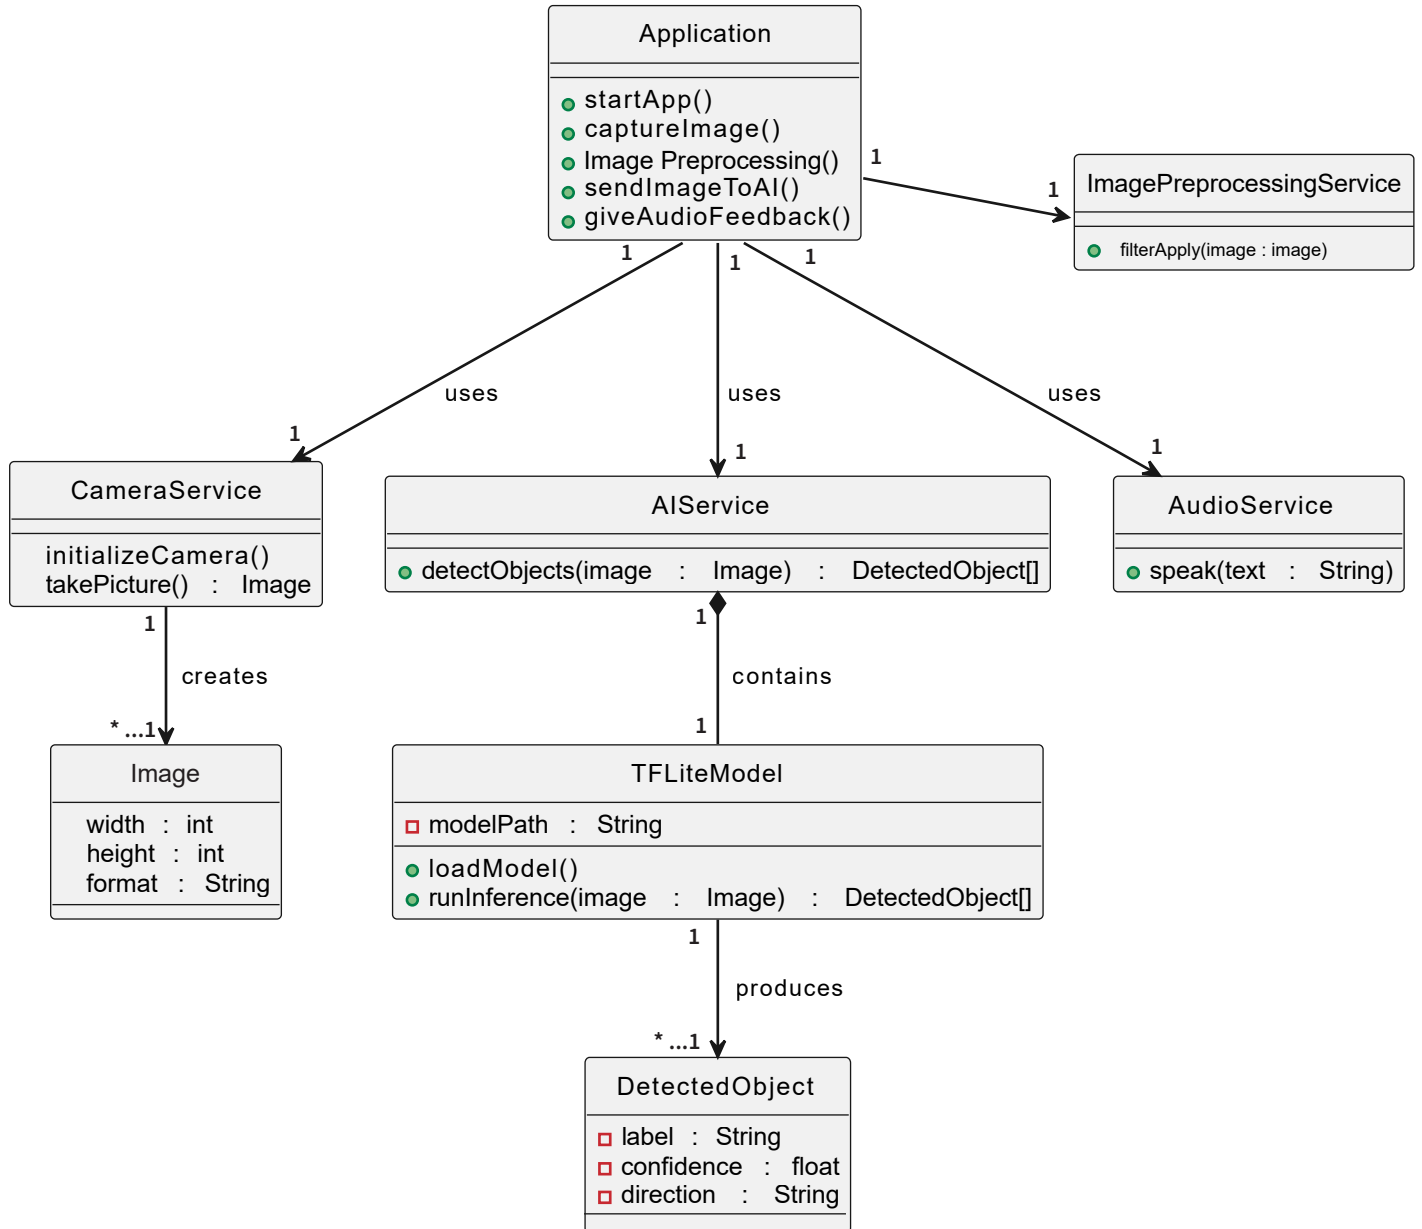 Application
startApp()
captureImage()
Image Preprocessing()
sendImageToAI()
giveAudioFeedback()
1
1
ImagePreprocessingService
filterApply(image : image)
1
1
1
uses
uses
uses
1
1
1
CameraService
initializeCamera()
takePicture() : Image
AIService
detectObjects(image : Image) : DetectedObject[]
AudioService
speak(text : String)
1
creates
* ...1
1
contains
1
Image
width : int
height : int
format : String
TFLiteModel
modelPath : String
loadModel()
runInference(image : Image) : DetectedObject[]
1
produces
* ...1
DetectedObject
label : String
confidence : float
direction : String